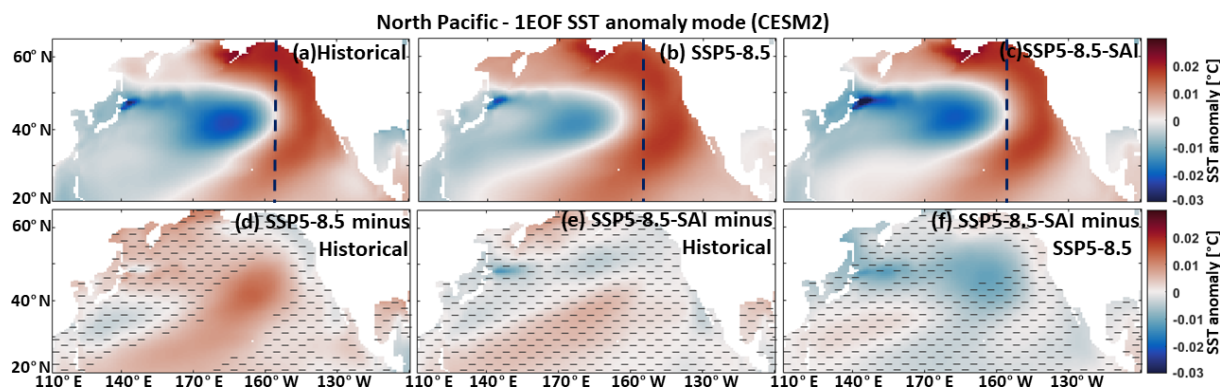 North Pacific - 1EOF SST anomaly mode (CESM2)
60° N
40° N
20° N
(a)Historical
(b) SSP5-8.5
(c)SSP5-8.5-SAI
0.02
0.01
0
-0.01
-0.02
-0.03
SST anomaly [°C]
60° N
40° N
20° N
(d) SSP5-8.5 minus
Historical
(e) SSP5-8.5-SAI minus
Historical
(f) SSP5-8.5-SAI minus
SSP5-8.5
0.02
0.01
0
-0.01
-0.02
-0.03
SST anomaly [°C]
110° E 140° E 170° E 160° W 130° W
110° E 140° E 170° E 160° W 130° W
110° E 140° E 170° E 160° W 130° W